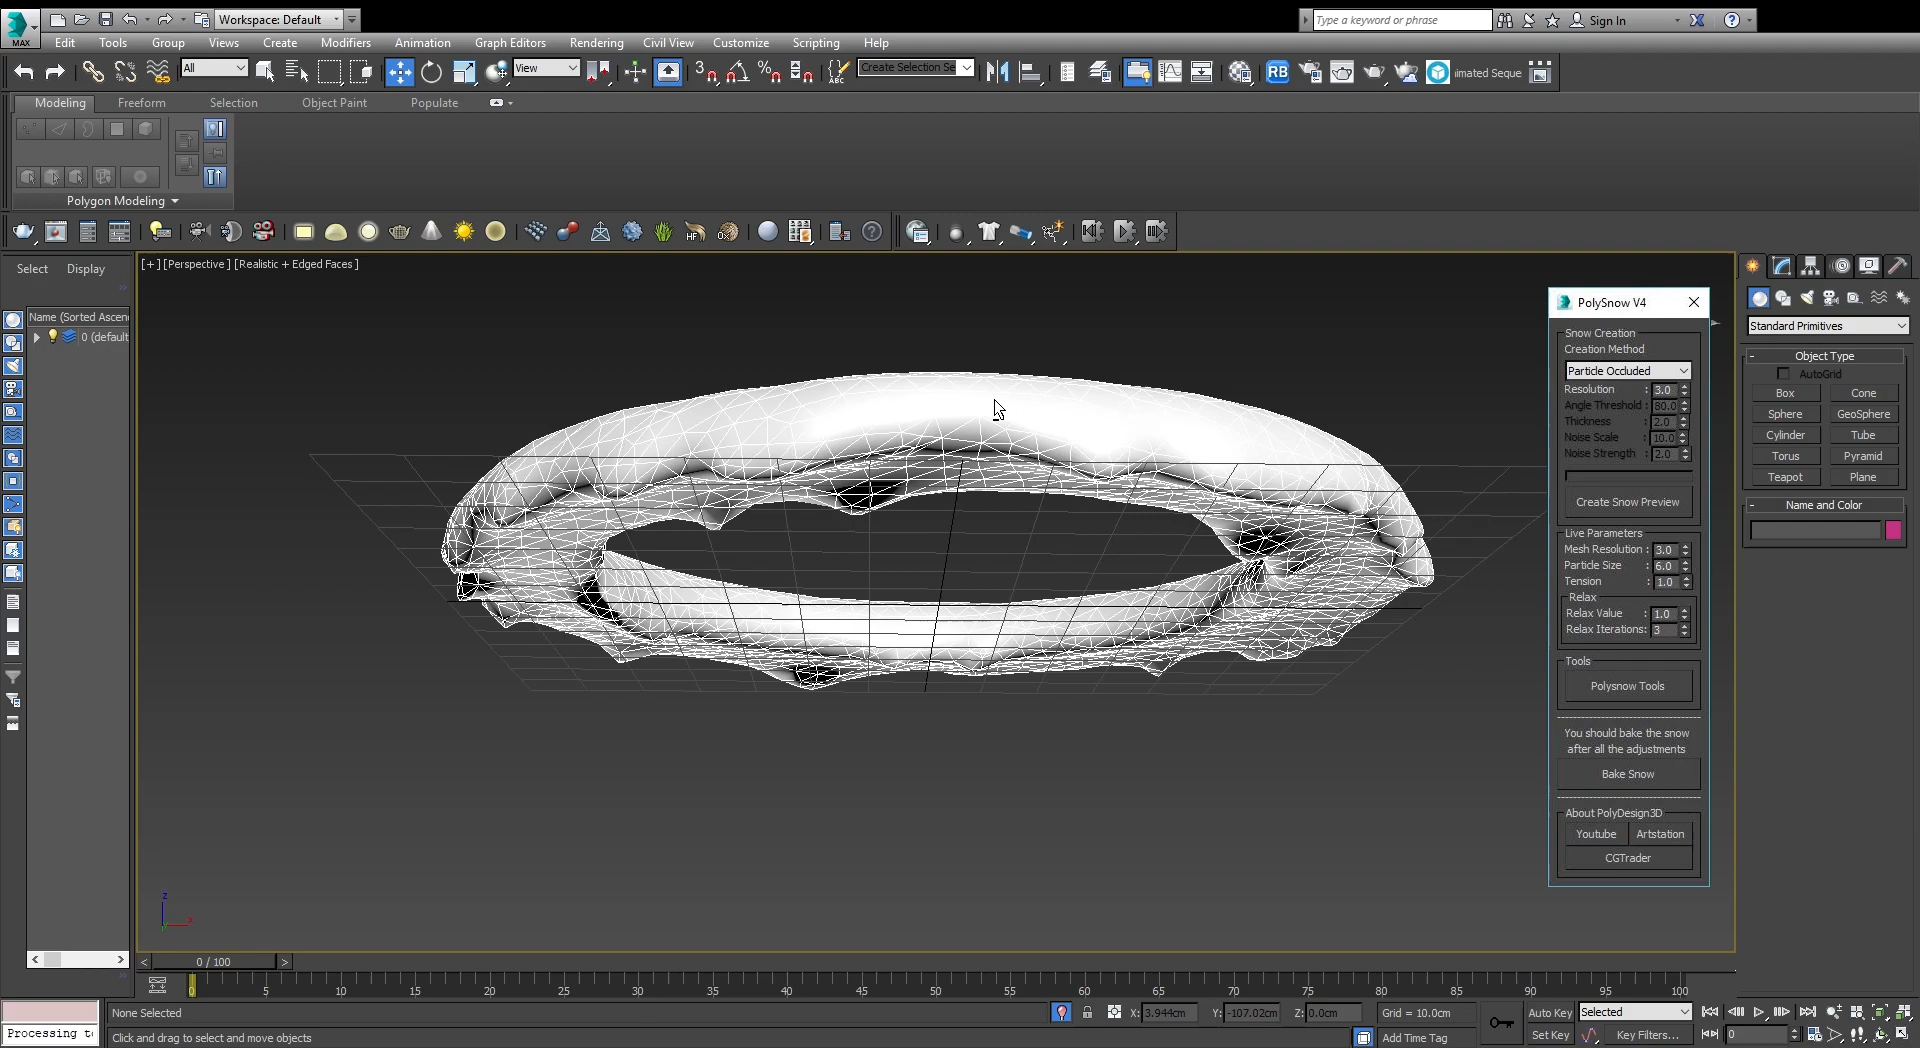 Workspace: Default
Type a keyword or phrase
Sign In
MAX
Edit Tools Group Views Create Modifiers Animation Graph Editors Rendering Civil View Customize Scripting Help
All
View
3
ABC
Create Selection Se
RB
imated Seque
Modeling Freeform Selection Object Paint Populate
Polygon Modeling
HF
Select Display
[+] [Perspective] [Realistic + Edged Faces]
Name (Sorted Ascen
0 (default
PolySnow V4
Snow Creation
Creation Method
Particle Occluded
Resolution : 3.0
Angle Threshold : 80.0
Thickness : 2.0
Noise Scale : 10.0
Noise Strength : 2.0
Create Snow Preview
Live Parameters
Mesh Resolution : 3.0
Particle Size : 6.0
Tension : 1.0
Relax
Relax Value : 1.0
Relax Iterations: 3
Tools
Polysnow Tools
You should bake the snow
after all the adjustments
Bake Snow
About PolyDesign3D
Youtube Artstation
CGTrader
Standard Primitives
- Object Type
AutoGrid
Box Cone
Sphere GeoSphere
Cylinder Tube
Torus Pyramid
Teapot Plane
- Name and Color
z
x
< 0 / 100 >
0 5 10 15 20 25 30 35 40 45 50 55 60 65 70 75 80 85 90 95 100
None Selected
X: 3.944cm Y: -107.02cm Z: 0.0cm
Grid = 10.0cm
Auto Key
Selected
Processing t
Click and drag to select and move objects
Add Time Tag
Set Key
Key Filters...
0